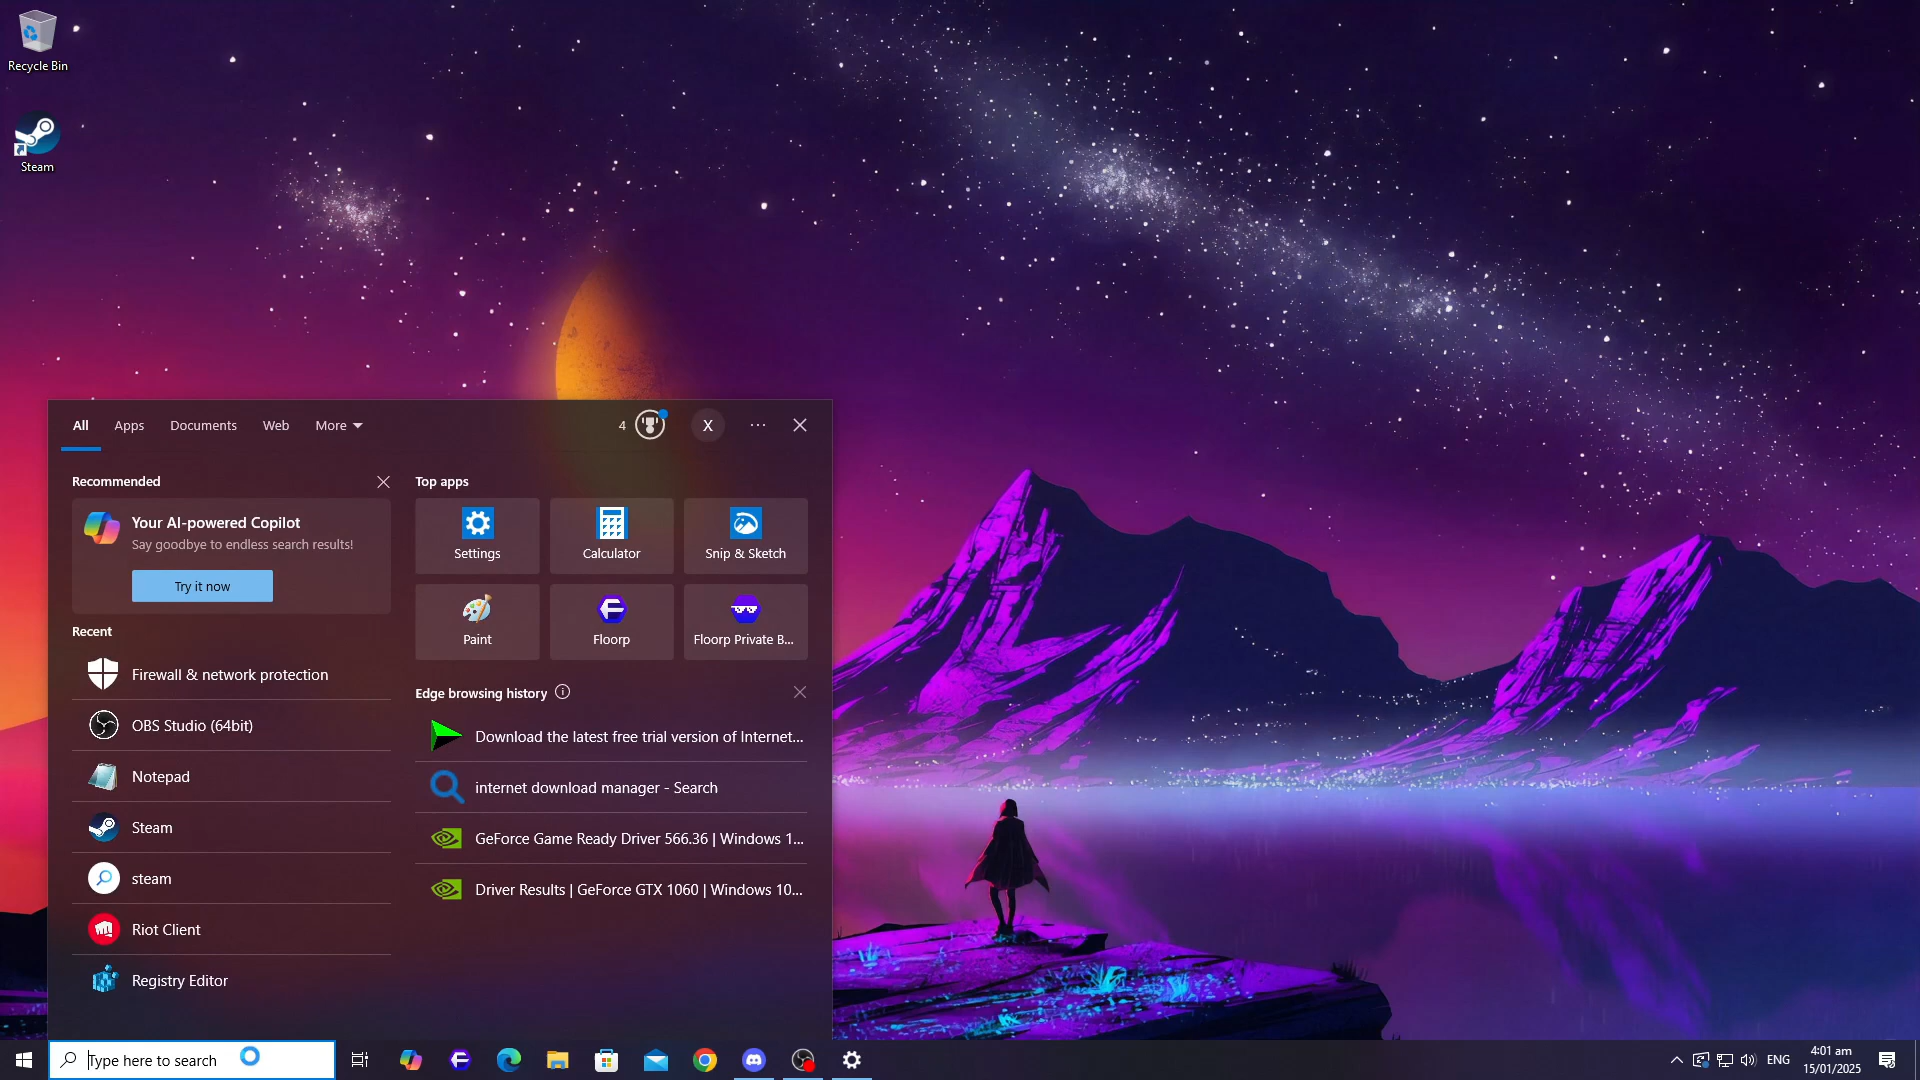 Recycle Bin
Steam
All
Apps
Documents
Web
More
4
X
Recommended
Your AI-powered Copilot
Say goodbye to endless search results!
Try it now
Recent
Firewall & network protection
OBS Studio (64bit)
Notepad
Steam
steam
Riot Client
Registry Editor
Top apps
Settings
Calculator
Snip & Sketch
Paint
Floorp
Floorp Private B...
Edge browsing history
Download the latest free trial version of Internet...
internet download manager - Search
GeForce Game Ready Driver 566.36 | Windows 1...
Driver Results | GeForce GTX 1060 | Windows 10...
Type here to search
ENG
4:01 am
15/01/2025